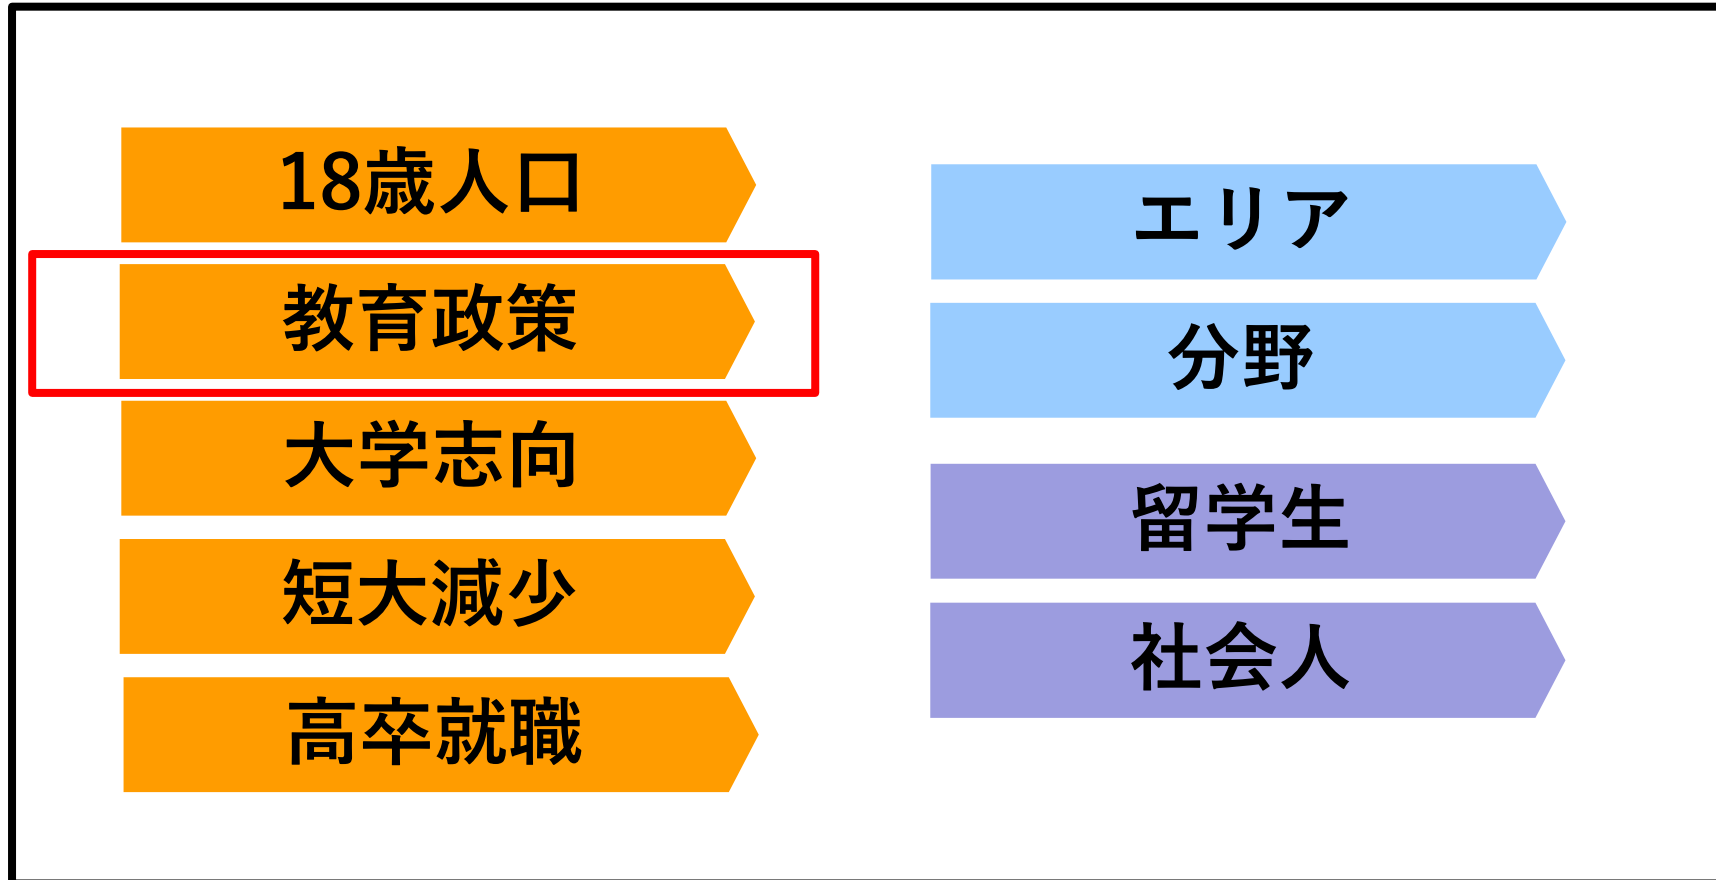 18歳人口
教育政策
大学志向
短大減少
高卒就職
エリア
分野
留学生
社会人